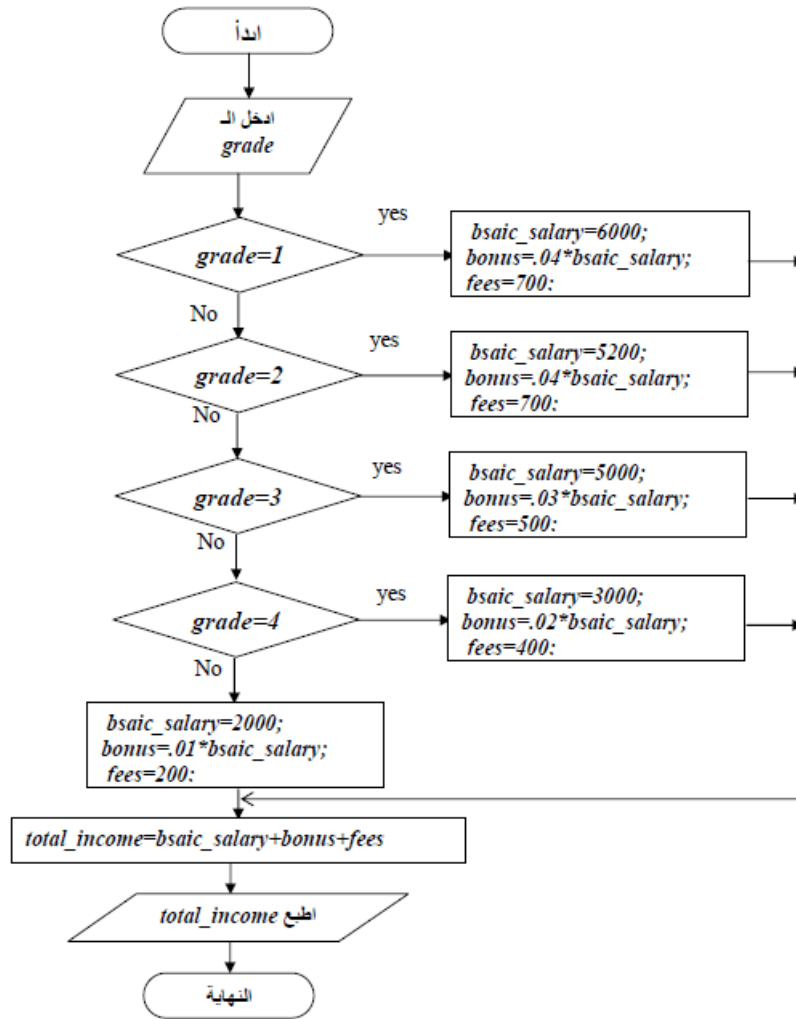 ابدأ
ادخل الـ
grade
grade=1
yes
bsaic_salary=6000;
bonus=.04*bsaic_salary;
fees=700:
No
grade=2
yes
bsaic_salary=5200;
bonus=.04*bsaic_salary;
fees=700:
No
grade=3
yes
bsaic_salary=5000;
bonus=.03*bsaic_salary;
fees=500:
No
grade=4
yes
bsaic_salary=3000;
bonus=.02*bsaic_salary;
fees=400:
No
bsaic_salary=2000;
bonus=.01*bsaic_salary;
fees=200:
total_income=bsaic_salary+bonus+fees
اطبع total_income
النهاية